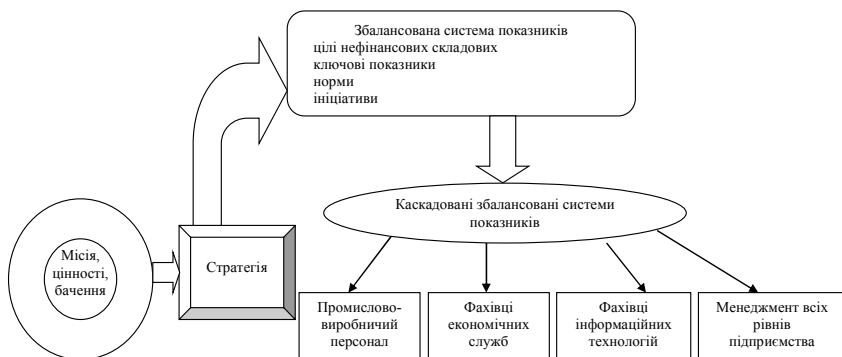 Збалансована система показників
цілі нефінансових складових
ключові показники
норми
ініціативи
Каскадовані збалансовані системи
показників
Місія,
цінності,
бачення
Стратегія
Промислово-
виробничий
персонал
Фахівці
економічних
служб
Фахівці
інформаційних
технологій
Менеджмент всіх
рівнів
підприємства